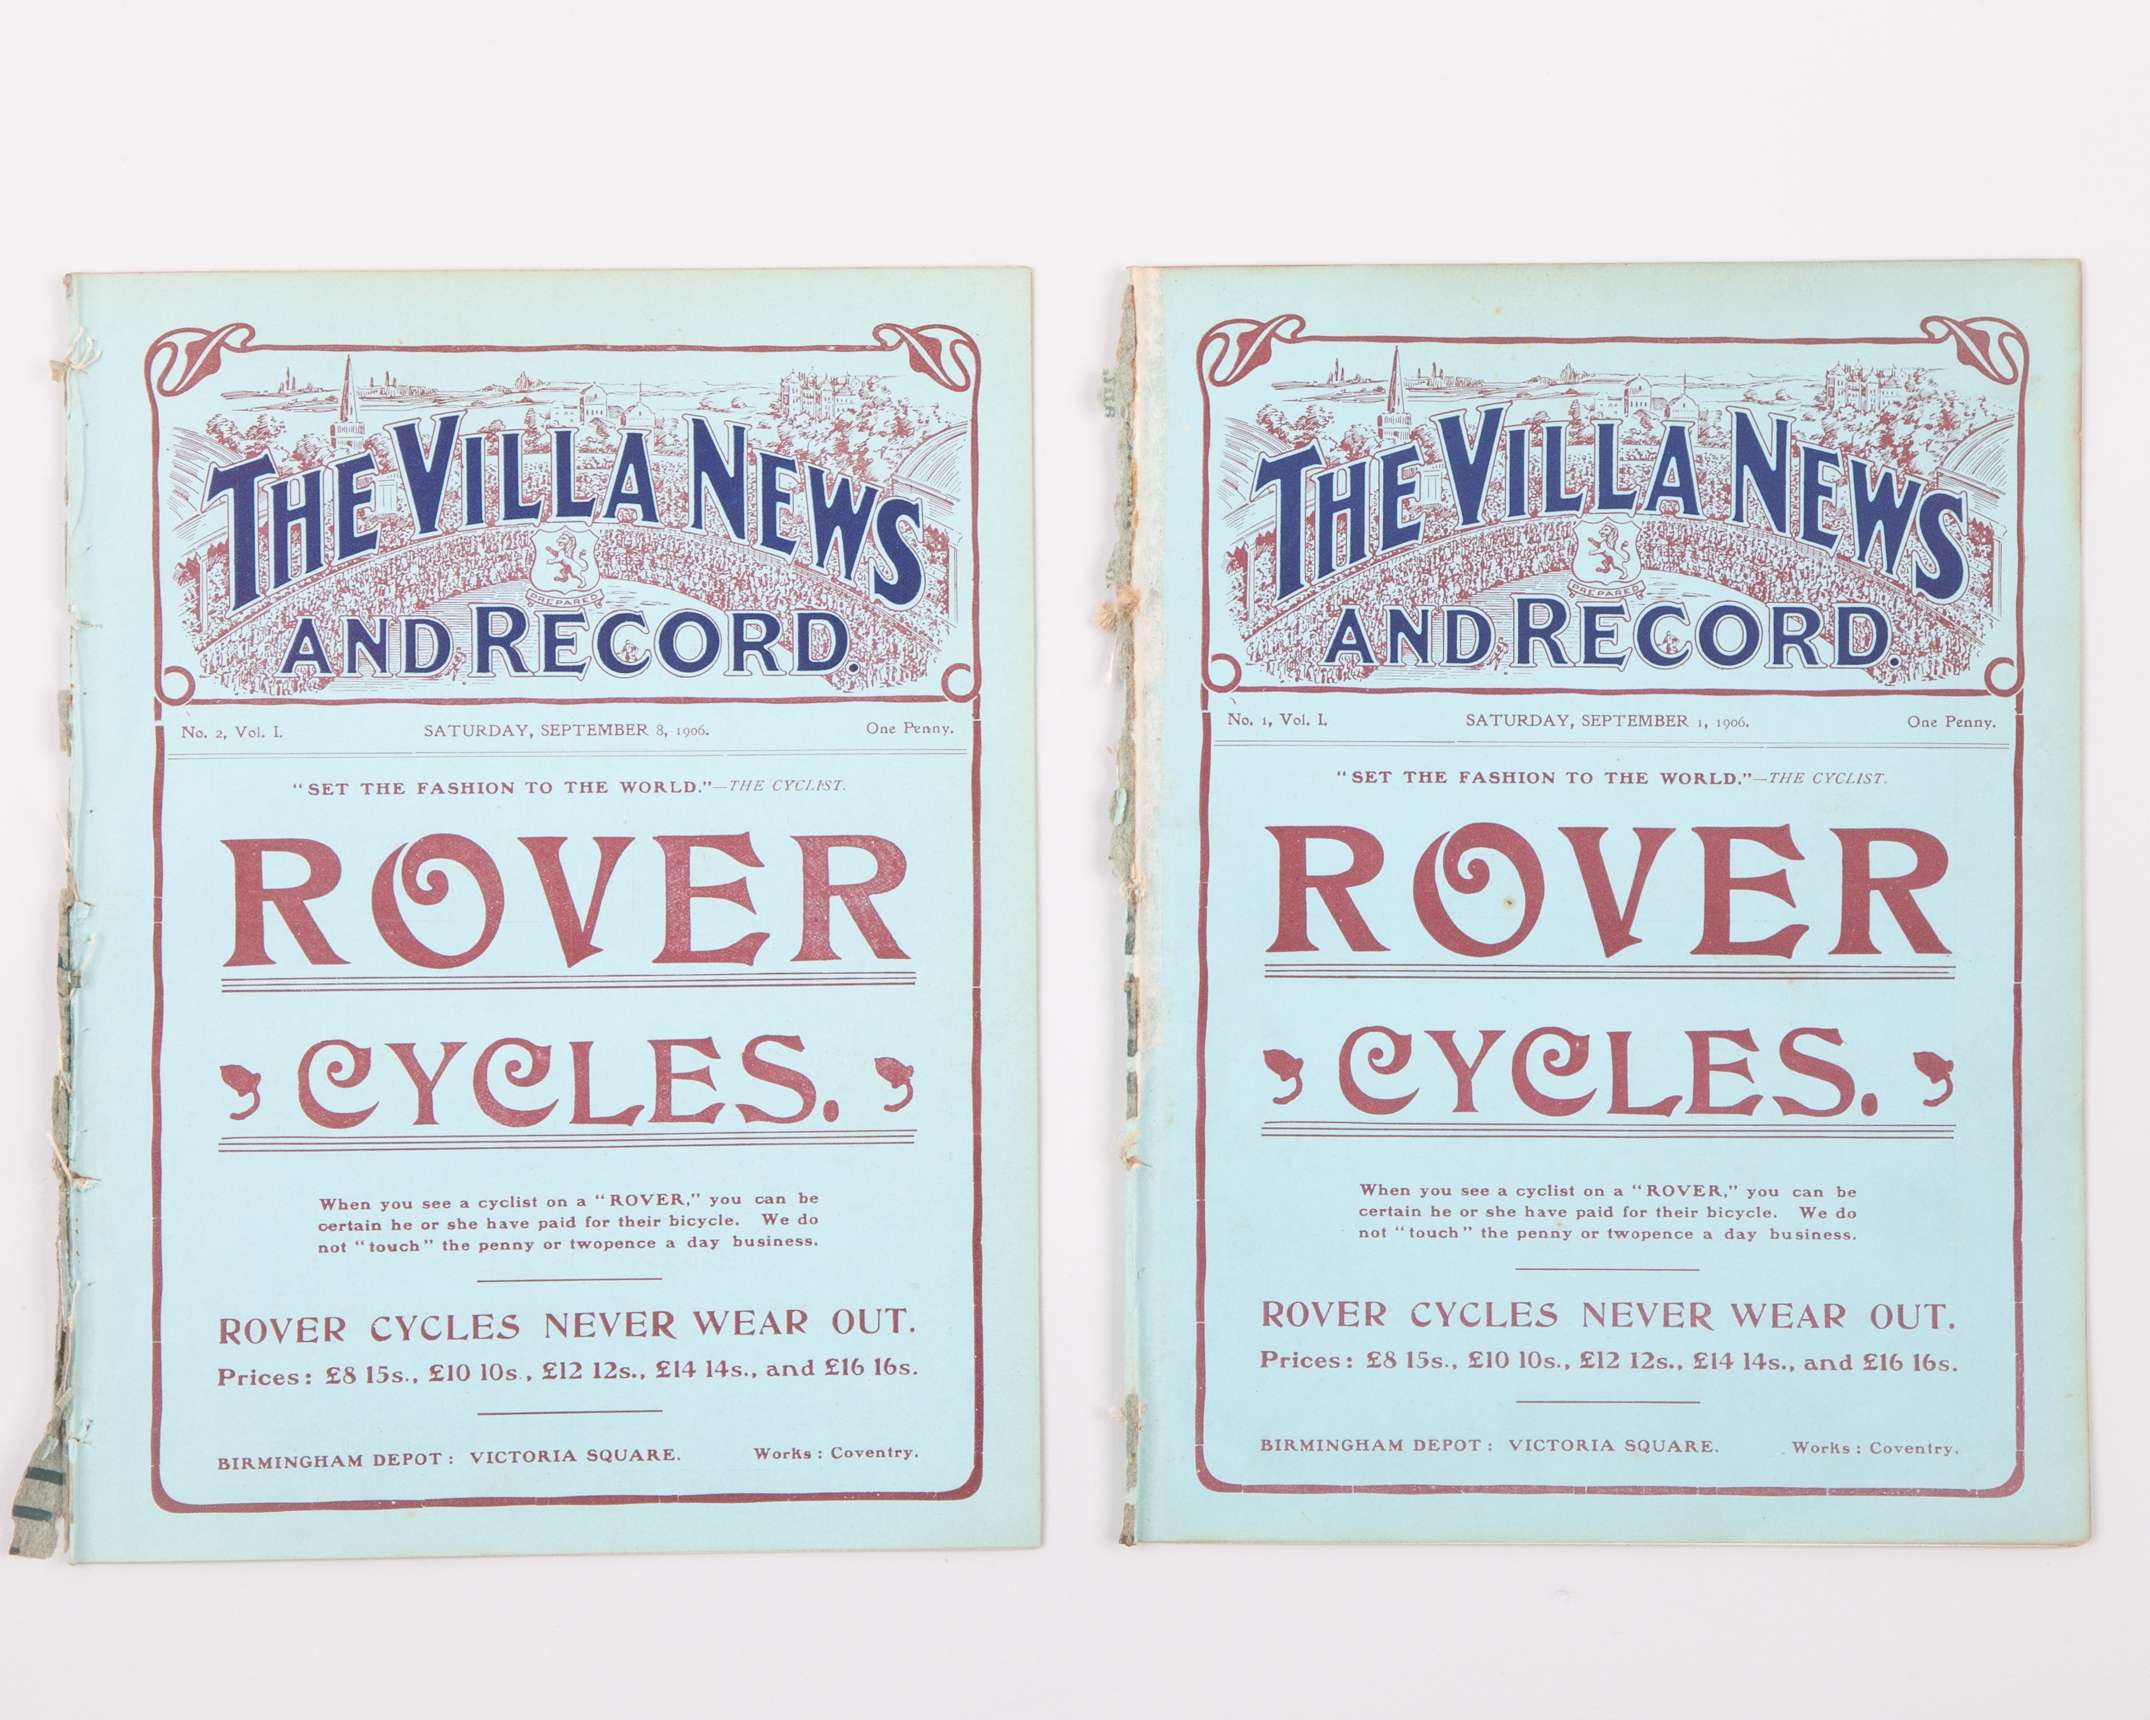 THE VILLA NEWS
AND RECORD.
PREPARED
No. 2, Vol. I.
SATURDAY, SEPTEMBER 8, 1906.
One Penny.
"SET THE FASHION TO THE WORLD."—THE CYCLIST.
ROVER
CYCLES.
When you see a cyclist on a "ROVER," you can be
certain he or she have paid for their bicycle. We do
not "touch" the penny or twopence a day business.
ROVER CYCLES NEVER WEAR OUT.
Prices: £8 15s., £10 10s., £12 12s., £14 14s., and £16 16s.
BIRMINGHAM DEPOT: VICTORIA SQUARE.
Works: Coventry.
THE VILLA NEWS
AND RECORD.
PREPARED
No. 1, Vol. I.
SATURDAY, SEPTEMBER 1, 1906.
One Penny.
"SET THE FASHION TO THE WORLD."—THE CYCLIST.
ROVER
CYCLES.
When you see a cyclist on a "ROVER," you can be
certain he or she have paid for their bicycle. We do
not "touch" the penny or twopence a day business.
ROVER CYCLES NEVER WEAR OUT.
Prices: £8 15s., £10 10s., £12 12s., £14 14s., and £16 16s.
BIRMINGHAM DEPOT: VICTORIA SQUARE.
Works: Coventry.